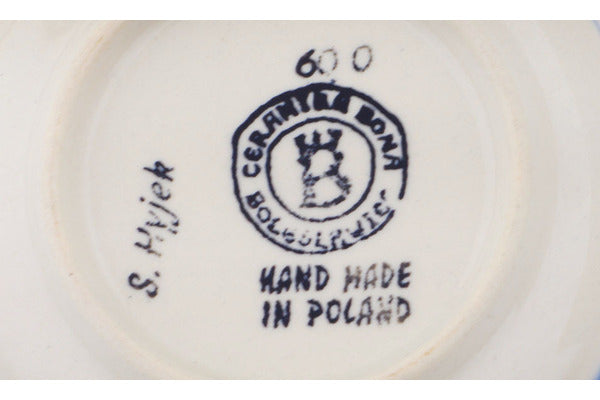 600
CERAMIKA BONA
B
BOLESŁAWIEC
HAND MADE
IN POLAND
S. Hyjek